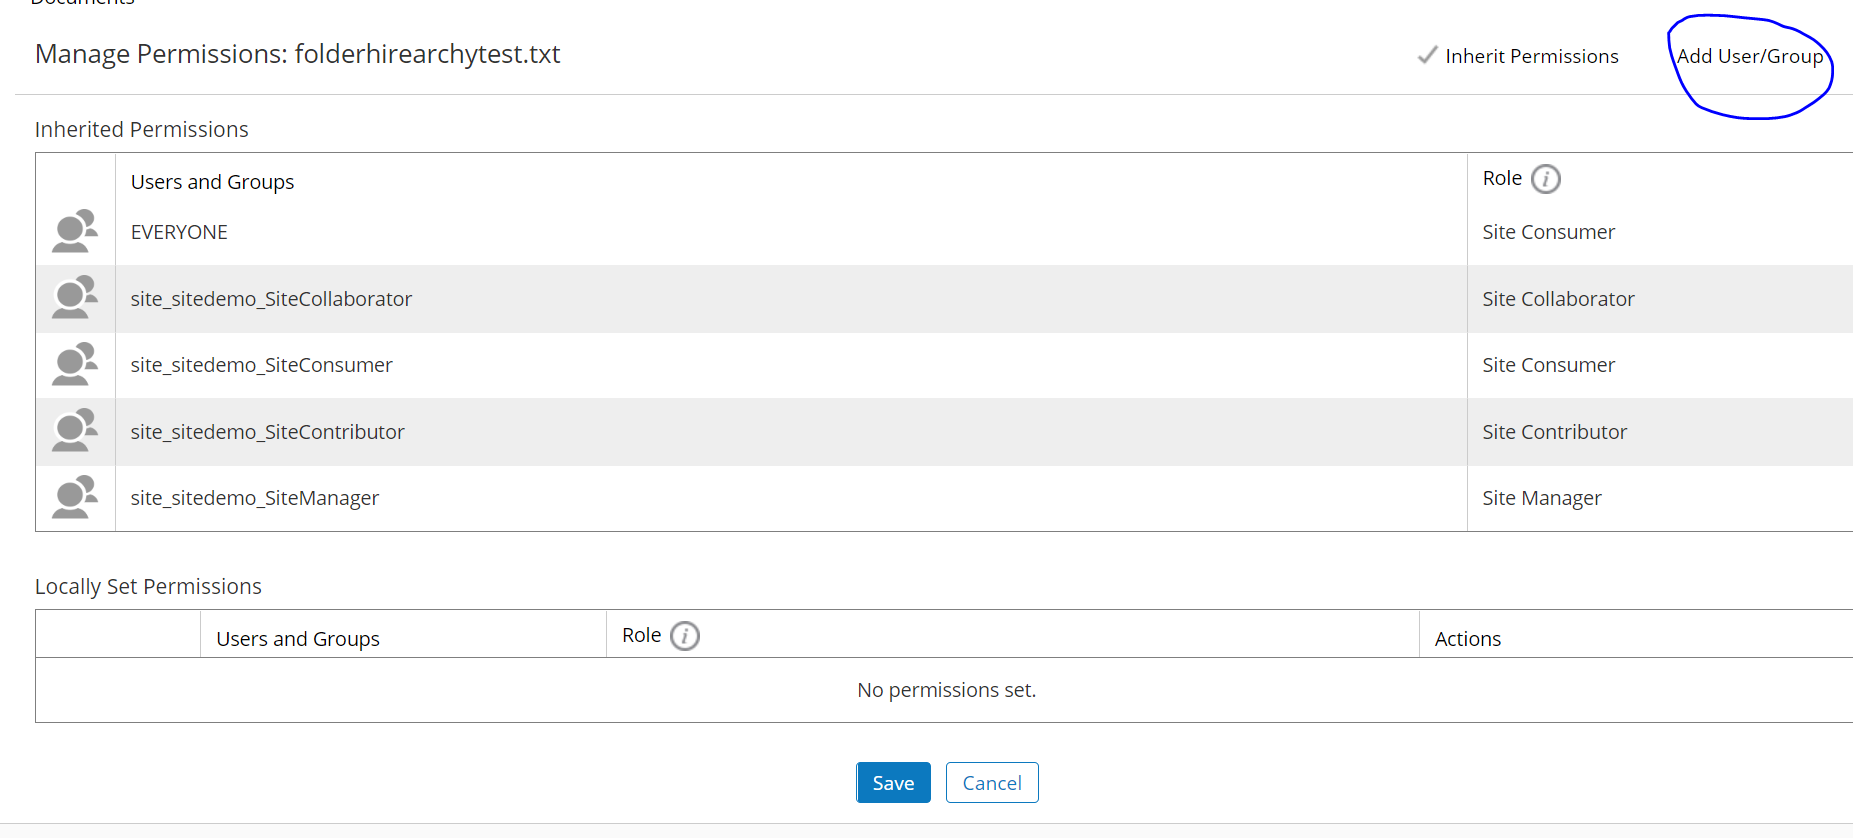 Documents
Manage Permissions: folderhirearchytest.txt
Inherit Permissions
Add User/Group
Inherited Permissions
Users and Groups
Role
EVERYONE
Site Consumer
site_sitedemo_SiteCollaborator
Site Collaborator
site_sitedemo_SiteConsumer
Site Consumer
site_sitedemo_SiteContributor
Site Contributor
site_sitedemo_SiteManager
Site Manager
Locally Set Permissions
Users and Groups
Role
Actions
No permissions set.
Save
Cancel